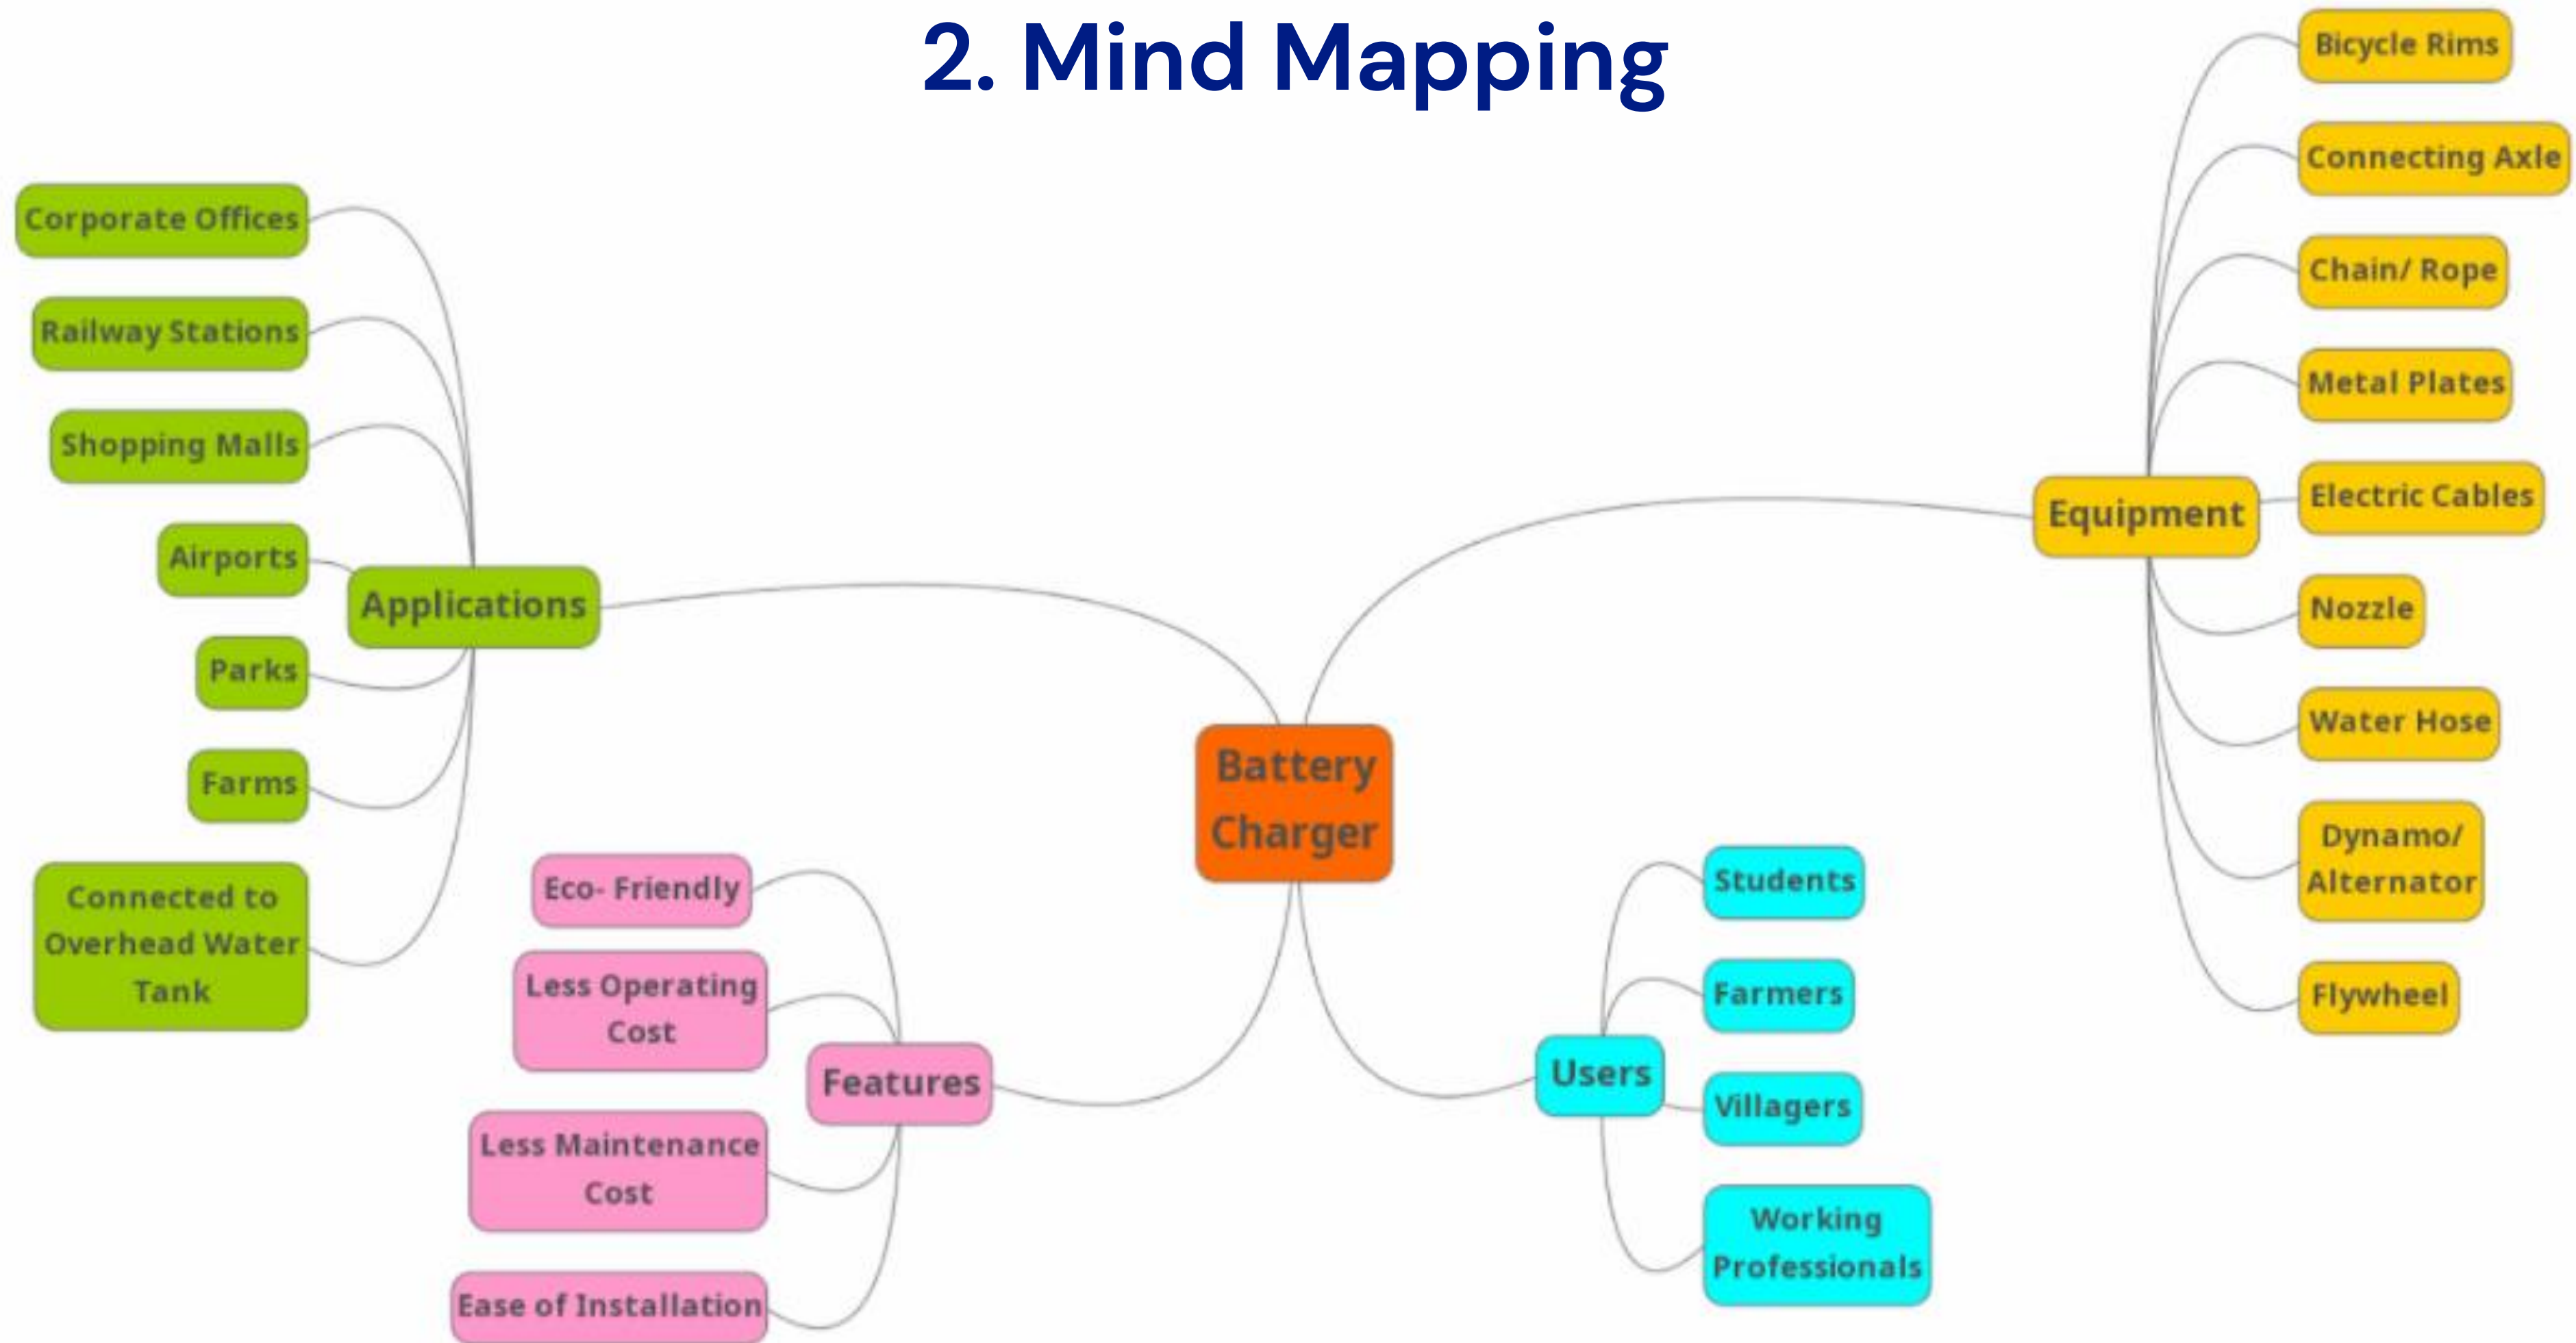 2. Mind Mapping
Corporate Offices
Railway Stations
Shopping Malls
Airports
Applications
Parks
Farms
Connected to
Overhead Water
Tank
Battery
Charger
Eco- Friendly
Less Operating
Cost
Features
Less Maintenance
Cost
Ease of Installation
Users
Students
Farmers
Villagers
Working
Professionals
Equipment
Bicycle Rims
Connecting Axle
Chain/ Rope
Metal Plates
Electric Cables
Nozzle
Water Hose
Dynamo/
Alternator
Flywheel